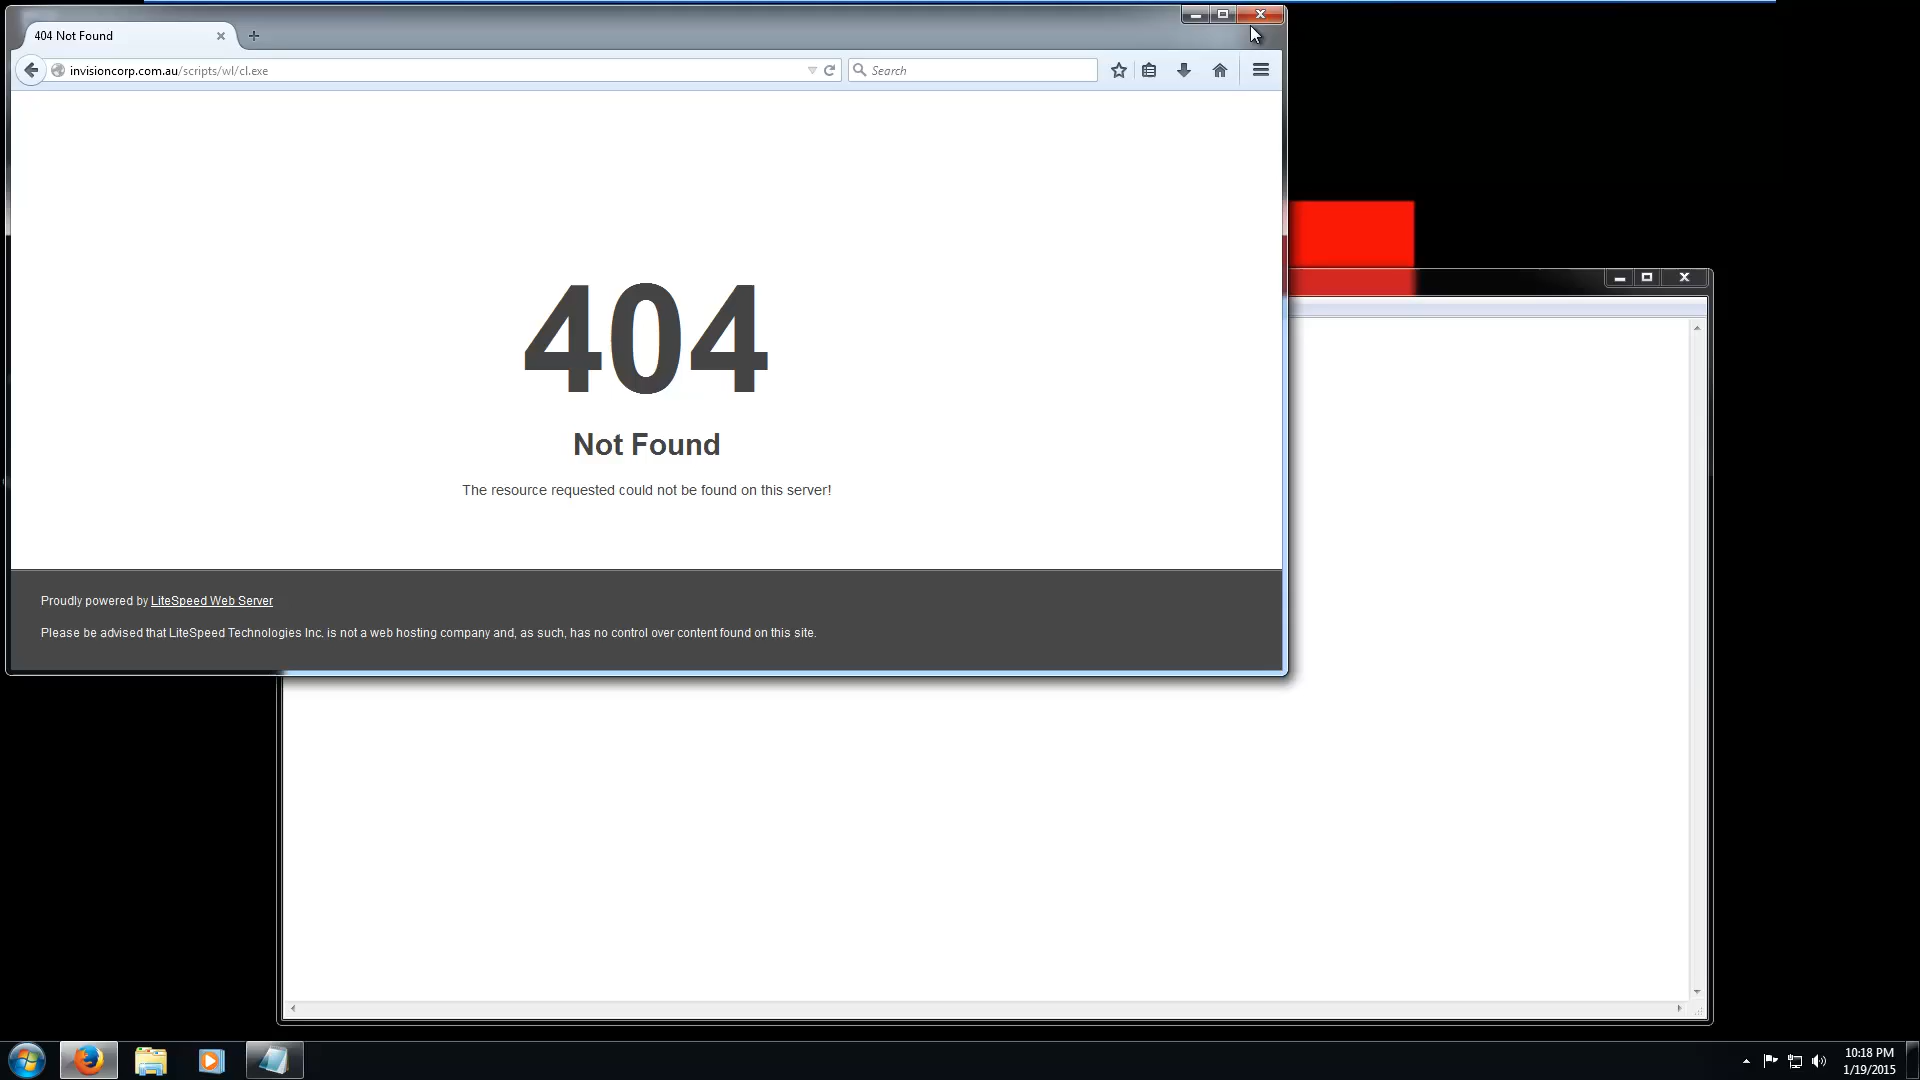 404 Not Found
invisioncorp.com.au/scripts/wl/cl.exe
Search
404
Not Found
The resource requested could not be found on this server!
Proudly powered by LiteSpeed Web Server
Please be advised that LiteSpeed Technologies Inc. is not a web hosting company and, as such, has no control over content found on this site.
10:18 PM
1/19/2015